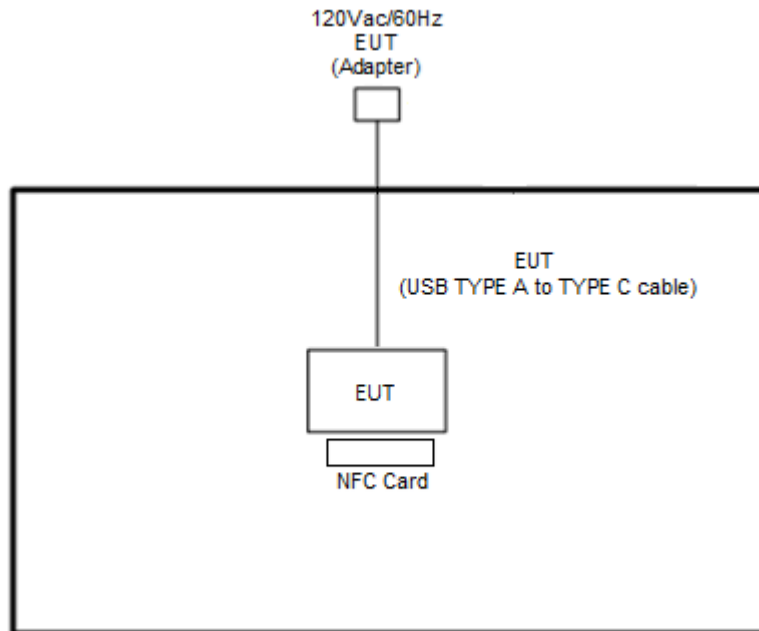 120Vac/60Hz
EUT
(Adapter)
EUT
(USB TYPE A to TYPE C cable)
EUT
NFC Card